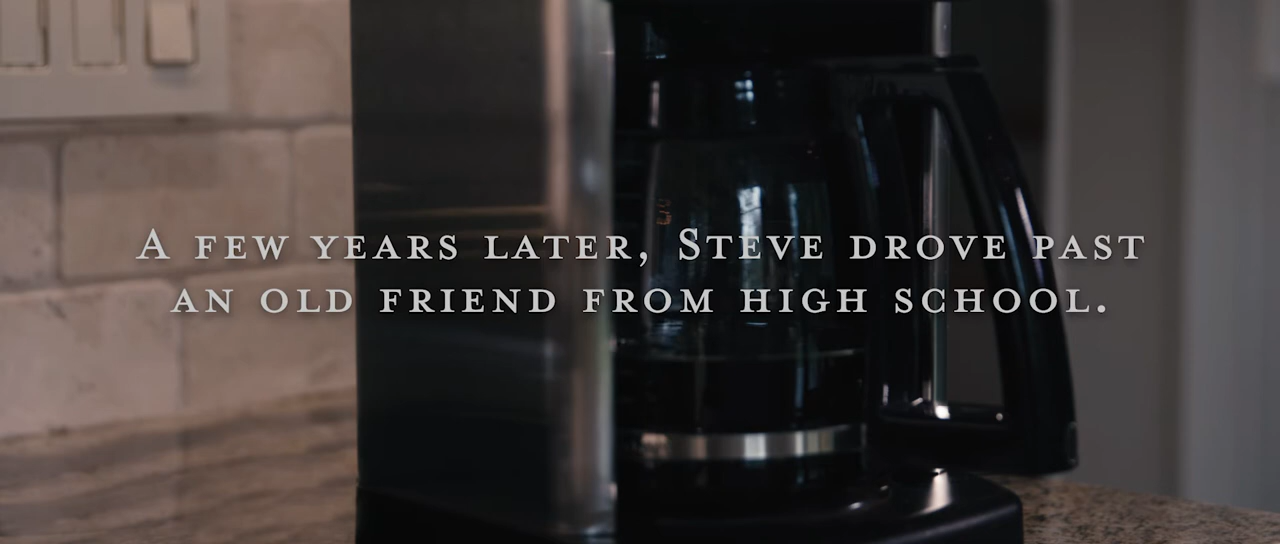 A few years later, Steve drove past
an old friend from high school.